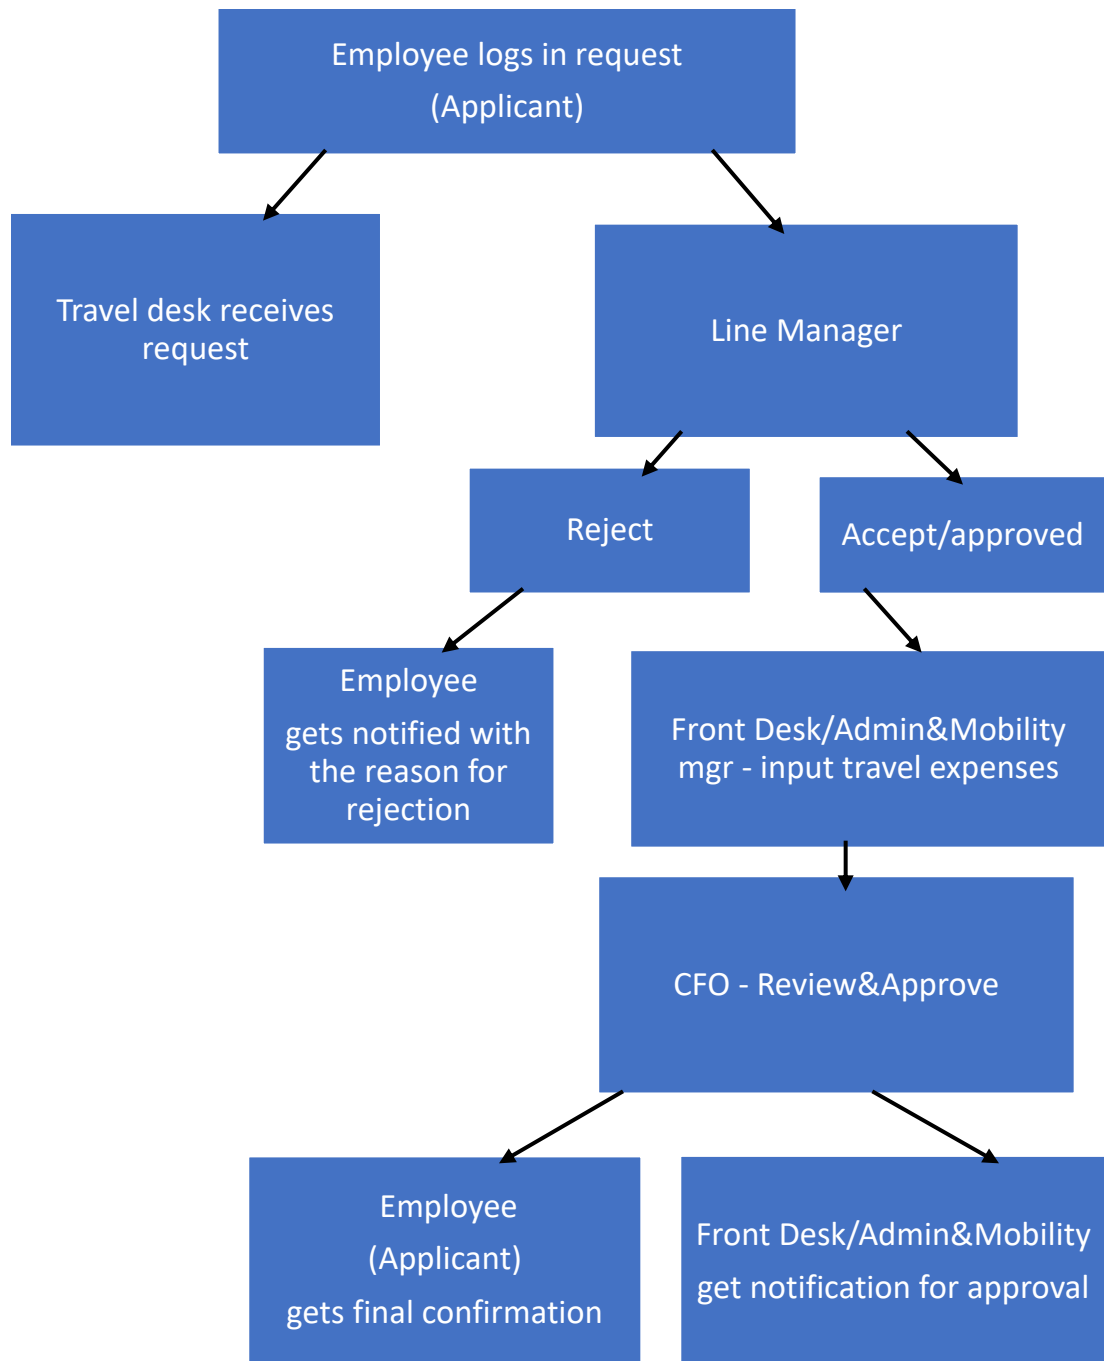 Employee logs in request
(Applicant)
Travel desk receives
request
Line Manager
Reject
Accept/approved
Employee
gets notified with
the reason for
rejection
Front Desk/Admin&Mobility
mgr - input travel expenses
CFO - Review&Approve
Employee
(Applicant)
gets final confirmation
Front Desk/Admin&Mobility
get notification for approval